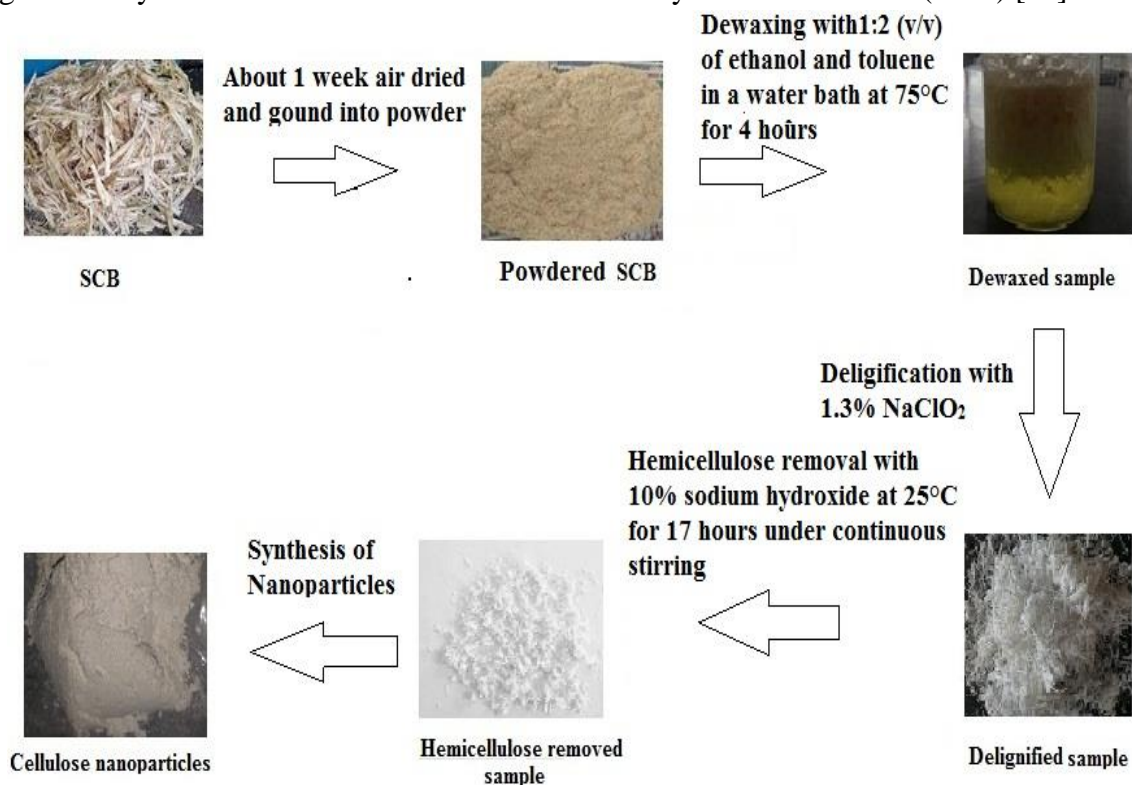 Dewaxing with1:2 (v/v)
of ethanol and toluene
in a water bath at 75°C
for 4 hours
About 1 week air dried
and gound into powder
SCB
Powdered SCB
Dewaxed sample
Deligification with
1.3% NaClO₂
Hemicellulose removal with
10% sodium hydroxide at 25°C
for 17 hours under continuous
stirring
Synthesis of
Nanoparticles
Cellulose nanoparticles
Hemicellulose removed
sample
Delignified sample